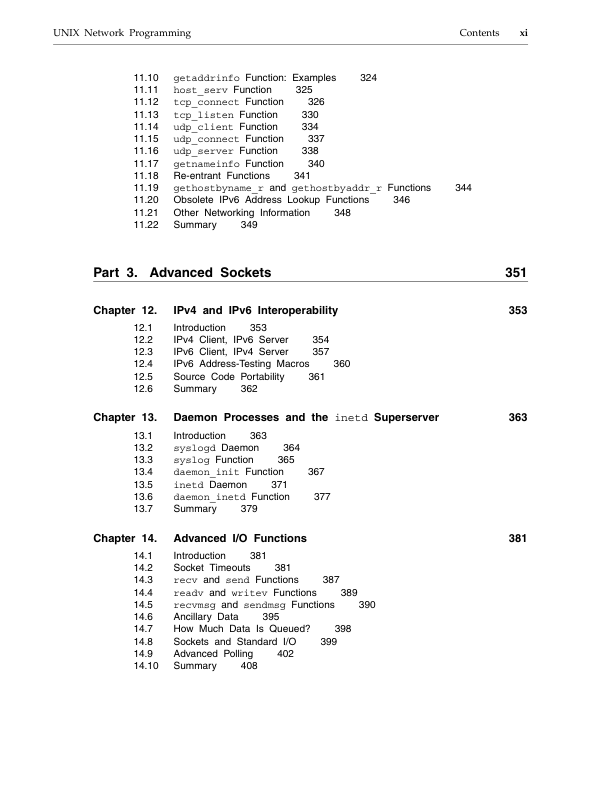 UNIX Network Programming Contents xi
11.10 getaddrinfo Function: Examples 324
11.11 host_serv Function 325
11.12 tcp_connect Function 326
11.13 tcp_listen Function 330
11.14 udp_client Function 334
11.15 udp_connect Function 337
11.16 udp_server Function 338
11.17 getnameinfo Function 340
11.18 Re-entrant Functions 341
11.19 gethostbyname_r and gethostbyaddr_r Functions 344
11.20 Obsolete IPv6 Address Lookup Functions 346
11.21 Other Networking Information 348
11.22 Summary 349
Part 3. Advanced Sockets 351
Chapter 12. IPv4 and IPv6 Interoperability 353
12.1 Introduction 353
12.2 IPv4 Client, IPv6 Server 354
12.3 IPv6 Client, IPv4 Server 357
12.4 IPv6 Address-Testing Macros 360
12.5 Source Code Portability 361
12.6 Summary 362
Chapter 13. Daemon Processes and the inetd Superserver 363
13.1 Introduction 363
13.2 syslogd Daemon 364
13.3 syslog Function 365
13.4 daemon_init Function 367
13.5 inetd Daemon 371
13.6 daemon_inetd Function 377
13.7 Summary 379
Chapter 14. Advanced I/O Functions 381
14.1 Introduction 381
14.2 Socket Timeouts 381
14.3 recv and send Functions 387
14.4 readv and writev Functions 389
14.5 recvmsg and sendmsg Functions 390
14.6 Ancillary Data 395
14.7 How Much Data Is Queued? 398
14.8 Sockets and Standard I/O 399
14.9 Advanced Polling 402
14.10 Summary 408